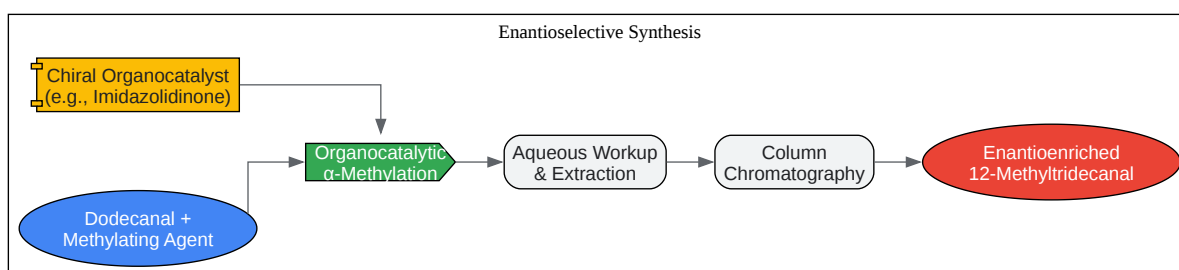 Enantioselective Synthesis
Chiral Organocatalyst
(e.g., Imidazolidinone)
Organocatalytic
α-Methylation
Aqueous Workup
& Extraction
Column
Chromatography
Enantioenriched
12-Methyltridecanal
Dodecanal +
Methylating Agent